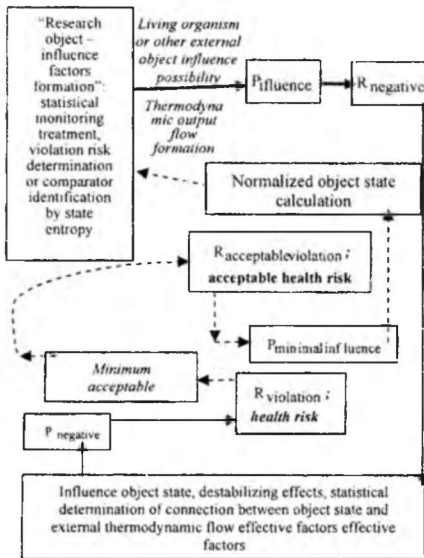 "Research
object –
influence
factors
formation":
statistical
monitoring
treatment,
violation risk
determination
or comparator
identification
by state
entropy
Living organism
or other external
object influence
possibility
Thermodyna
mic output
flow
formation
Pifluence
R negative
Normalized object state
calculation
Racceptableviolation ;
acceptable health risk
Pminimalinfluence
Minimum
acceptable
Rviolation ;
health risk
P negative
Influence object state, destabilizing effects, statistical
determination of connection between object state and
external thermodynamic flow effective factors effective
factors